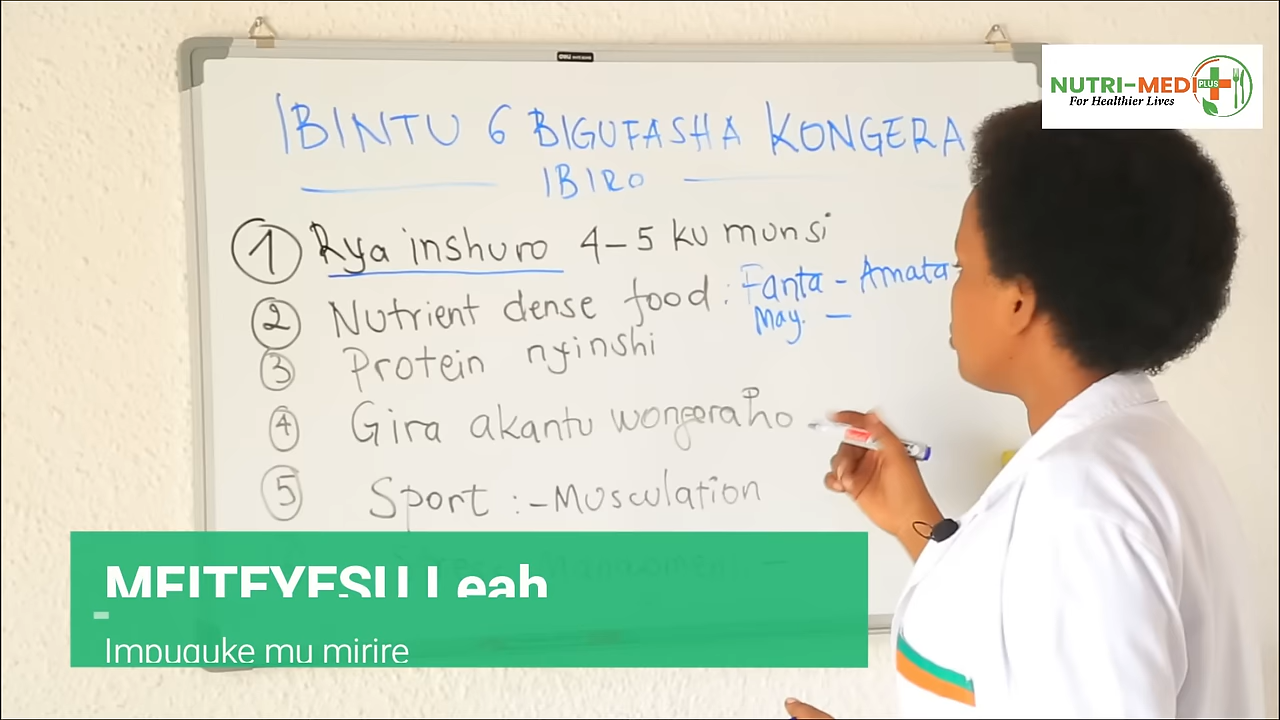 NUTRI-MEDI PLUS
For Healthier Lives
IBINTU 6 BIGUFASHA KONGERA
IBIRO
1 Rya inshuro 4-5 ku munsi
2 Nutrient dense food : Fanta - Amata -
May. -
3 Protein nyinshi
4 Gira akantu wongeraho -
5 Sport : - Musculation
MEITEYESU Leah
Impuguke mu mirire